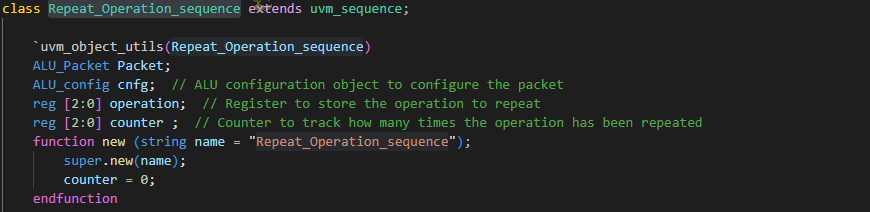 class Repeat_Operation_sequence extends uvm_sequence;
`uvm_object_utils(Repeat_Operation_sequence)
ALU_Packet Packet;
ALU_config cnfg;  // ALU configuration object to configure the packet
reg [2:0] operation;  // Register to store the operation to repeat
reg [2:0] counter ;  // Counter to track how many times the operation has been repeated
function new (string name = "Repeat_Operation_sequence");
super.new(name);
counter = 0;
endfunction